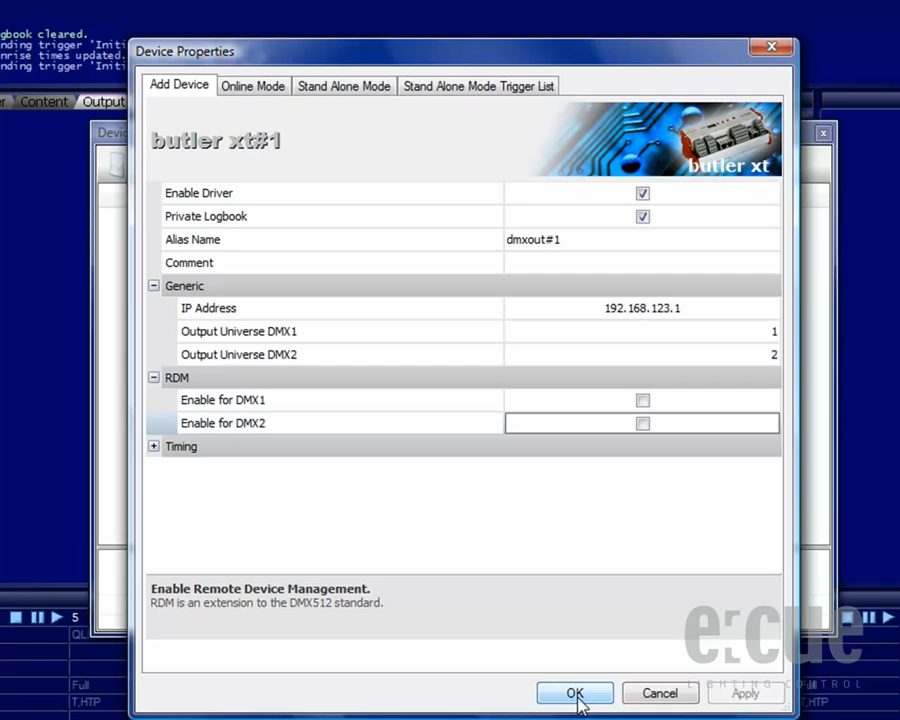 gbook cleared.
nding trigger 'Initi
nrise times updated.
nding trigger 'Initi
Content
Output
Device Properties
Add Device
Online Mode
Stand Alone Mode
Stand Alone Mode Trigger List
butler xt#1
butler xt
Enable Driver
Private Logbook
Alias Name dmxout#1
Comment
Generic
IP Address 192.168.123.1
Output Universe DMX1 1
Output Universe DMX2 2
RDM
Enable for DMX1
Enable for DMX2
Timing
Enable Remote Device Management.
RDM is an extension to the DMX512 standard.
5
QL
Full
T,HTP
e:cue
LIGHTING CONTROL
OK
Cancel
Apply
T,HTP